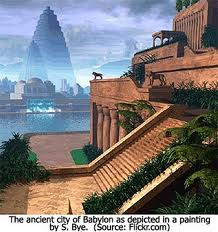 The ancient city of Babylon as depicted in a painting
by S. Bye.  (Source: Flickr.com)